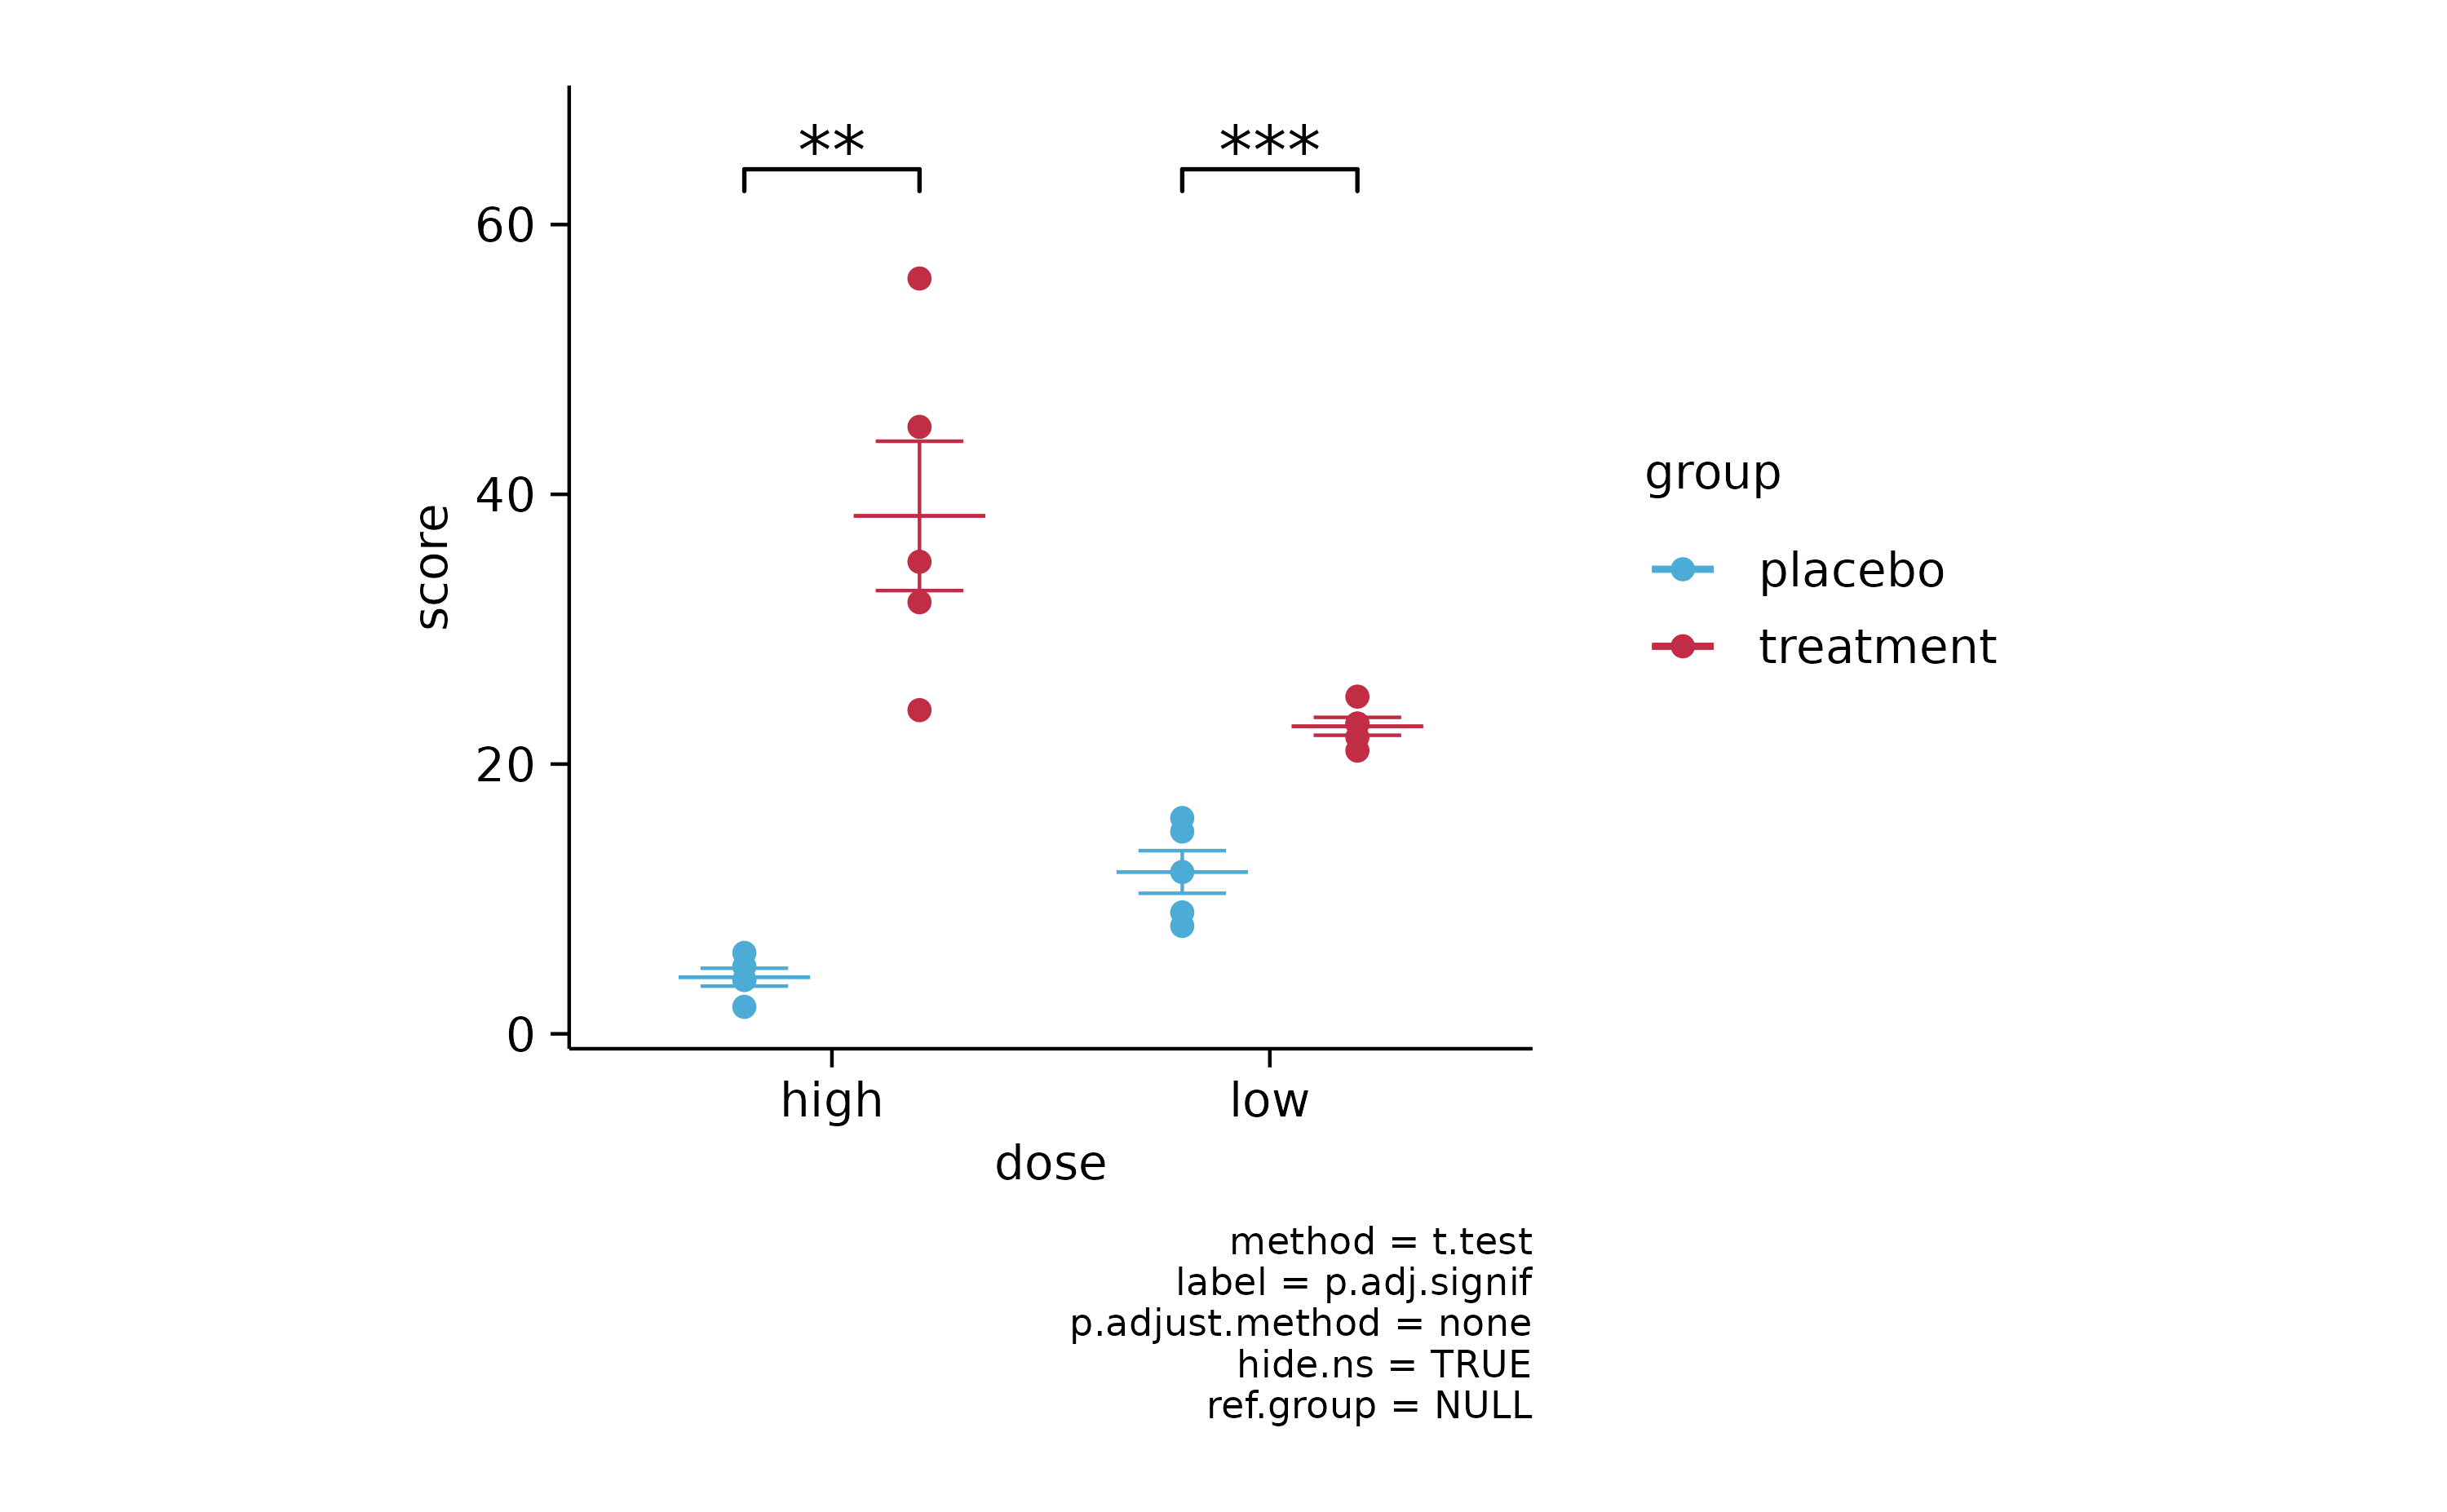 ** ***
60
40
20
0
score
high low
dose
group
placebo
treatment
method = t.test
label = p.adj.signif
p.adjust.method = none
hide.ns = TRUE
ref.group = NULL